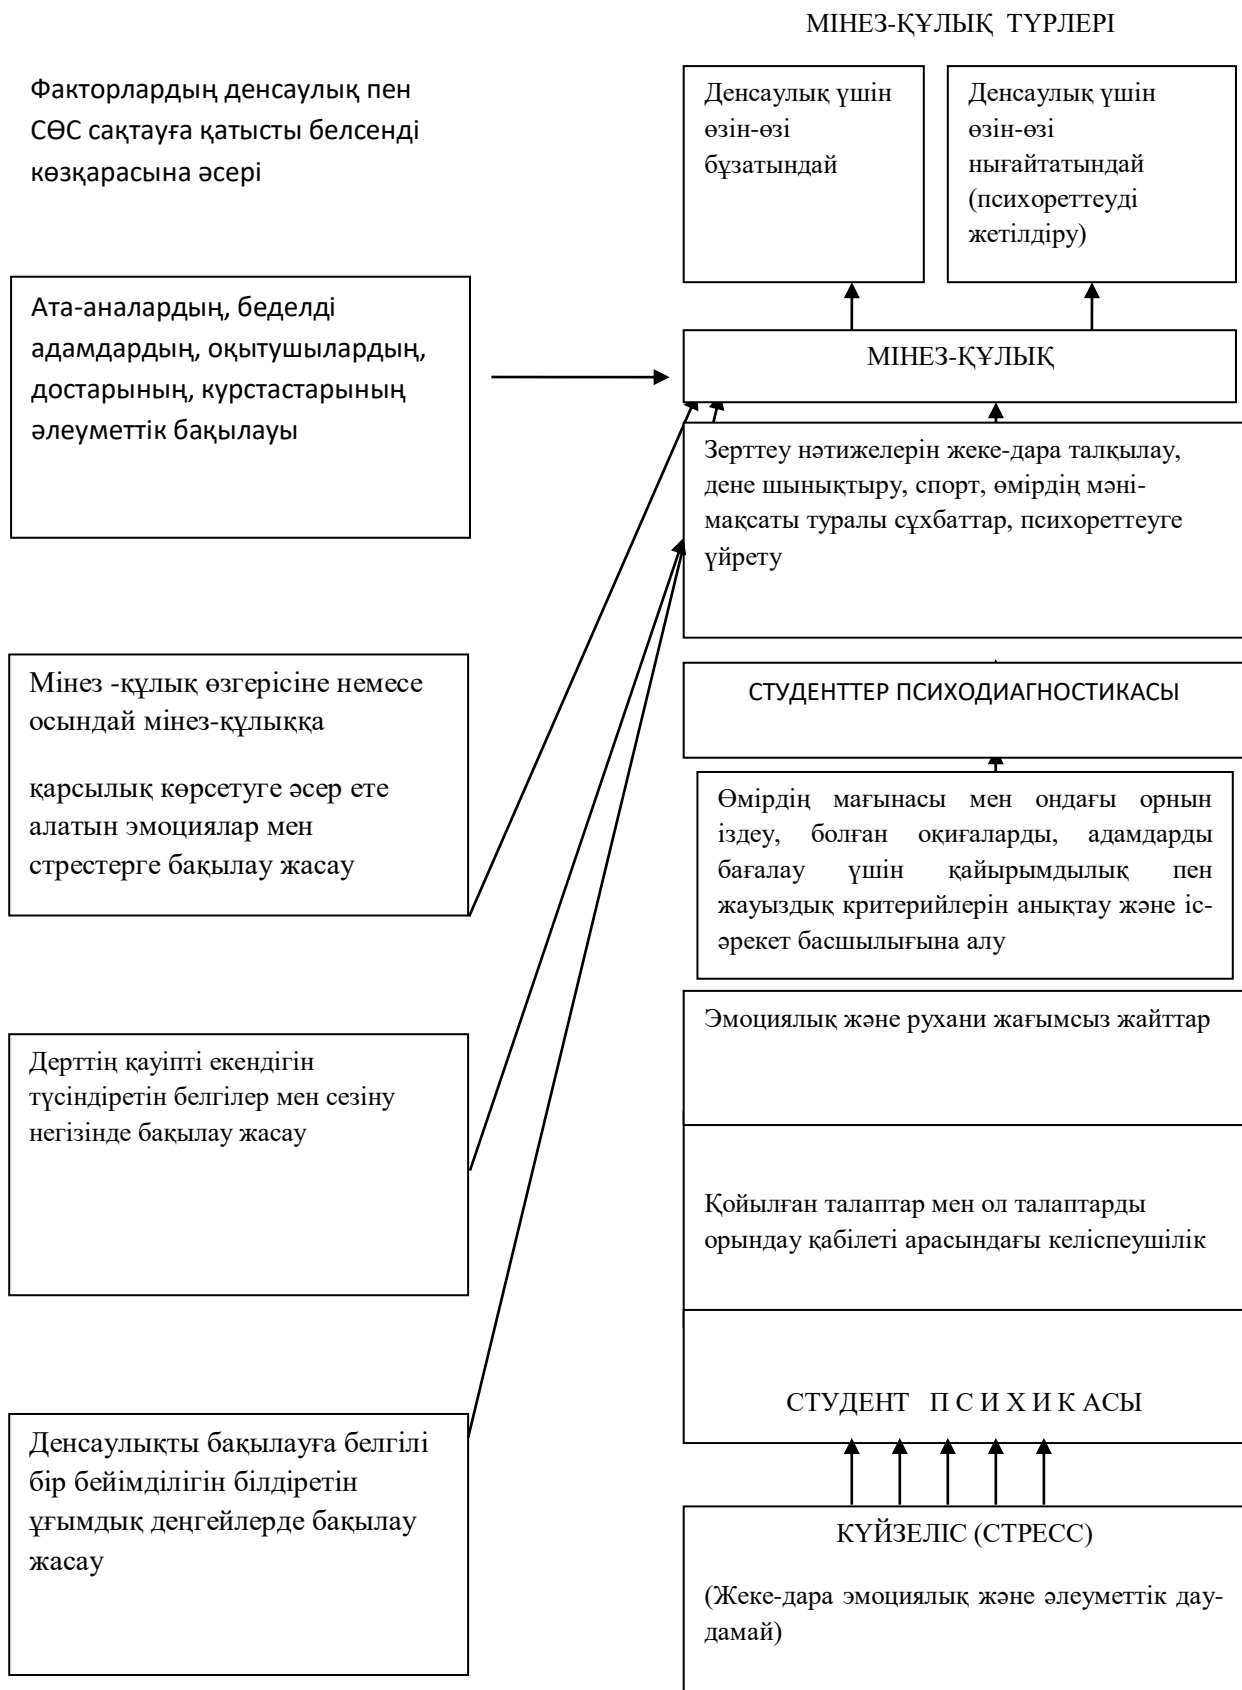 МІНЕЗ-ҚҰЛЫҚ ТҮРЛЕРІ
Факторлардың денсаулық пен
СӨС сақтауға қатысты белсенді
көзқарасына әсері
Денсаулық үшін
өзін-өзі
бұзатындай
Денсаулық үшін
өзін-өзі
нығайтатындай
(психореттеуді
жетілдіру)
Ата-аналардың, беделді
адамдардың, оқытушылардың,
достарының, курстастарының
әлеуметтік бақылауы
МІНЕЗ-ҚҰЛЫҚ
Зерттеу нәтижелерін жеке-дара талқылау,
дене шынықтыру, спорт, өмірдің мәні-
мақсаты туралы сұхбаттар, психореттеуге
үйрету
Мінез -құлық өзгерісіне немесе
осындай мінез-құлыққа
қарсылық көрсетуге әсер ете
алатын эмоциялар мен
стрестерге бақылау жасау
СТУДЕНТТЕР ПСИХОДИАГНОСТИКАСЫ
Өмірдің мағынасы мен ондағы орнын
іздеу, болған оқиғаларды, адамдарды
бағалау үшін қайырымдылық пен
жауыздық критерийлерін анықтау және іс-
әрекет басшылығына алу
Эмоциялық және рухани жағымсыз жайттар
Дерттің қауіпті екендігін
түсіндіретін белгілер мен сезіну
негізінде бақылау жасау
Қойылған талаптар мен ол талаптарды
орындау қабілеті арасындағы келіспеушілік
СТУДЕНТ П С И Х И К АСЫ
Денсаулықты бақылауға белгілі
бір бейімділігін білдіретін
ұғымдық деңгейлерде бақылау
жасау
КҮЙЗЕЛІС (СТРЕСС)
(Жеке-дара эмоциялық және әлеуметтік дау-
дамай)